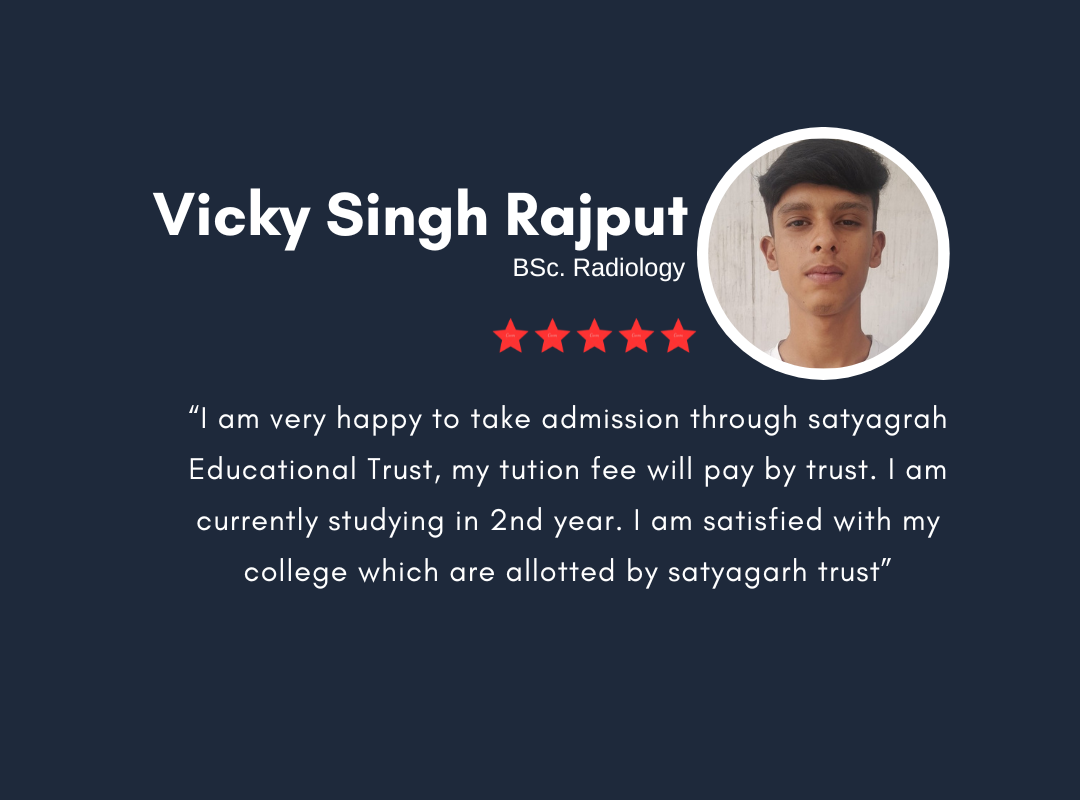 Vicky Singh Rajput
BSc. Radiology
“I am very happy to take admission through satyagrah
Educational Trust, my tution fee will pay by trust. I am
currently studying in 2nd year. I am satisfied with my
college which are allotted by satyagarh trust”